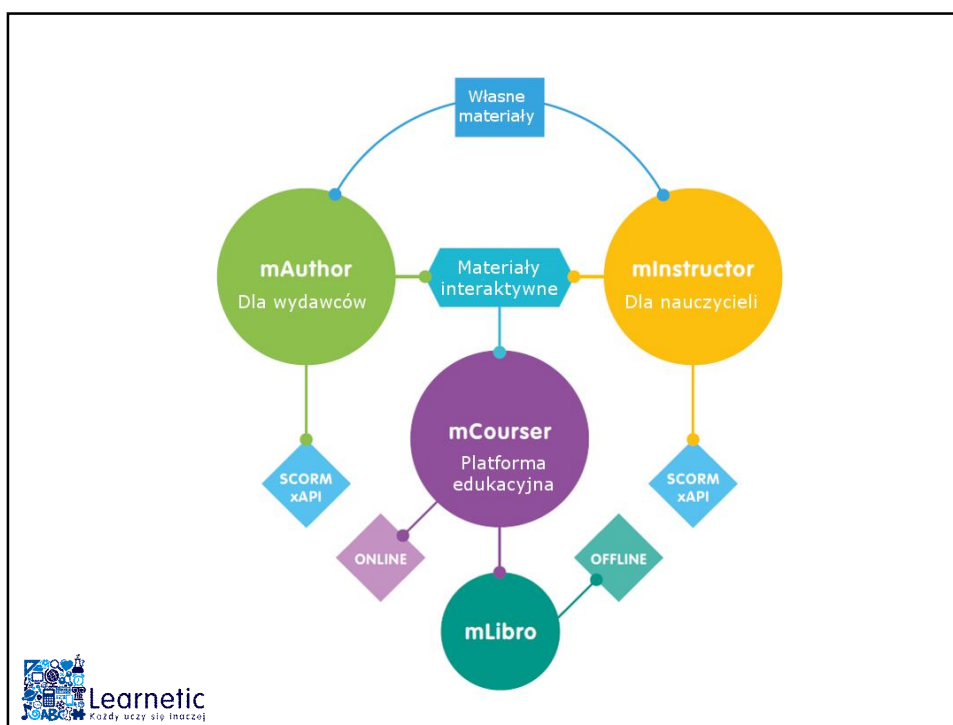 Własne
materiały
mAuthor
Dla wydawców
Materiały
interaktywne
mInstructor
Dla nauczycieli
mCourser
Platforma
edukacyjna
SCORM
xAPI
SCORM
xAPI
ONLINE
OFFLINE
mLibro
ABC
Learnetic
Każdy uczy się inaczej